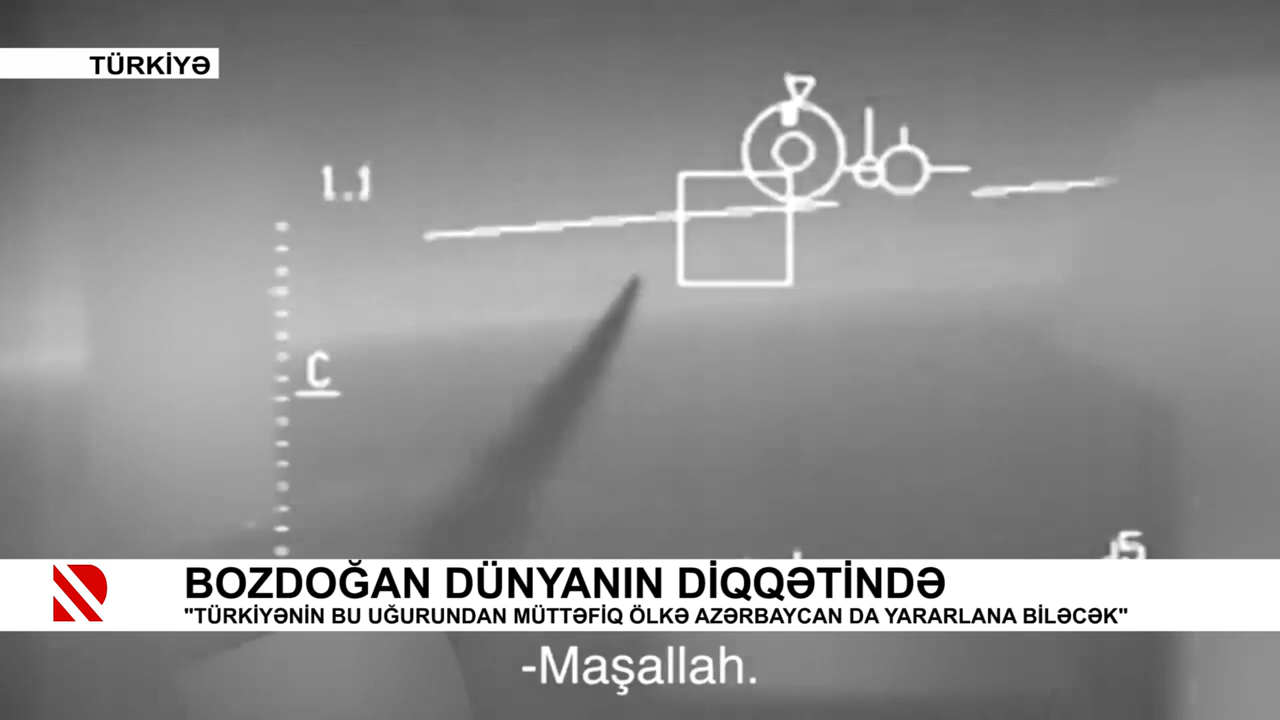 TÜRKİYƏ
1.1
C
BOZDOĞAN DÜNYANIN DİQQƏTİNDƏ
"TÜRKİYƏNİN BU UĞURUNDAN MÜTTƏFİQ ÖLKƏ AZƏRBAYCAN DA YARARLANA BİLƏCƏK"
-Maşallah.